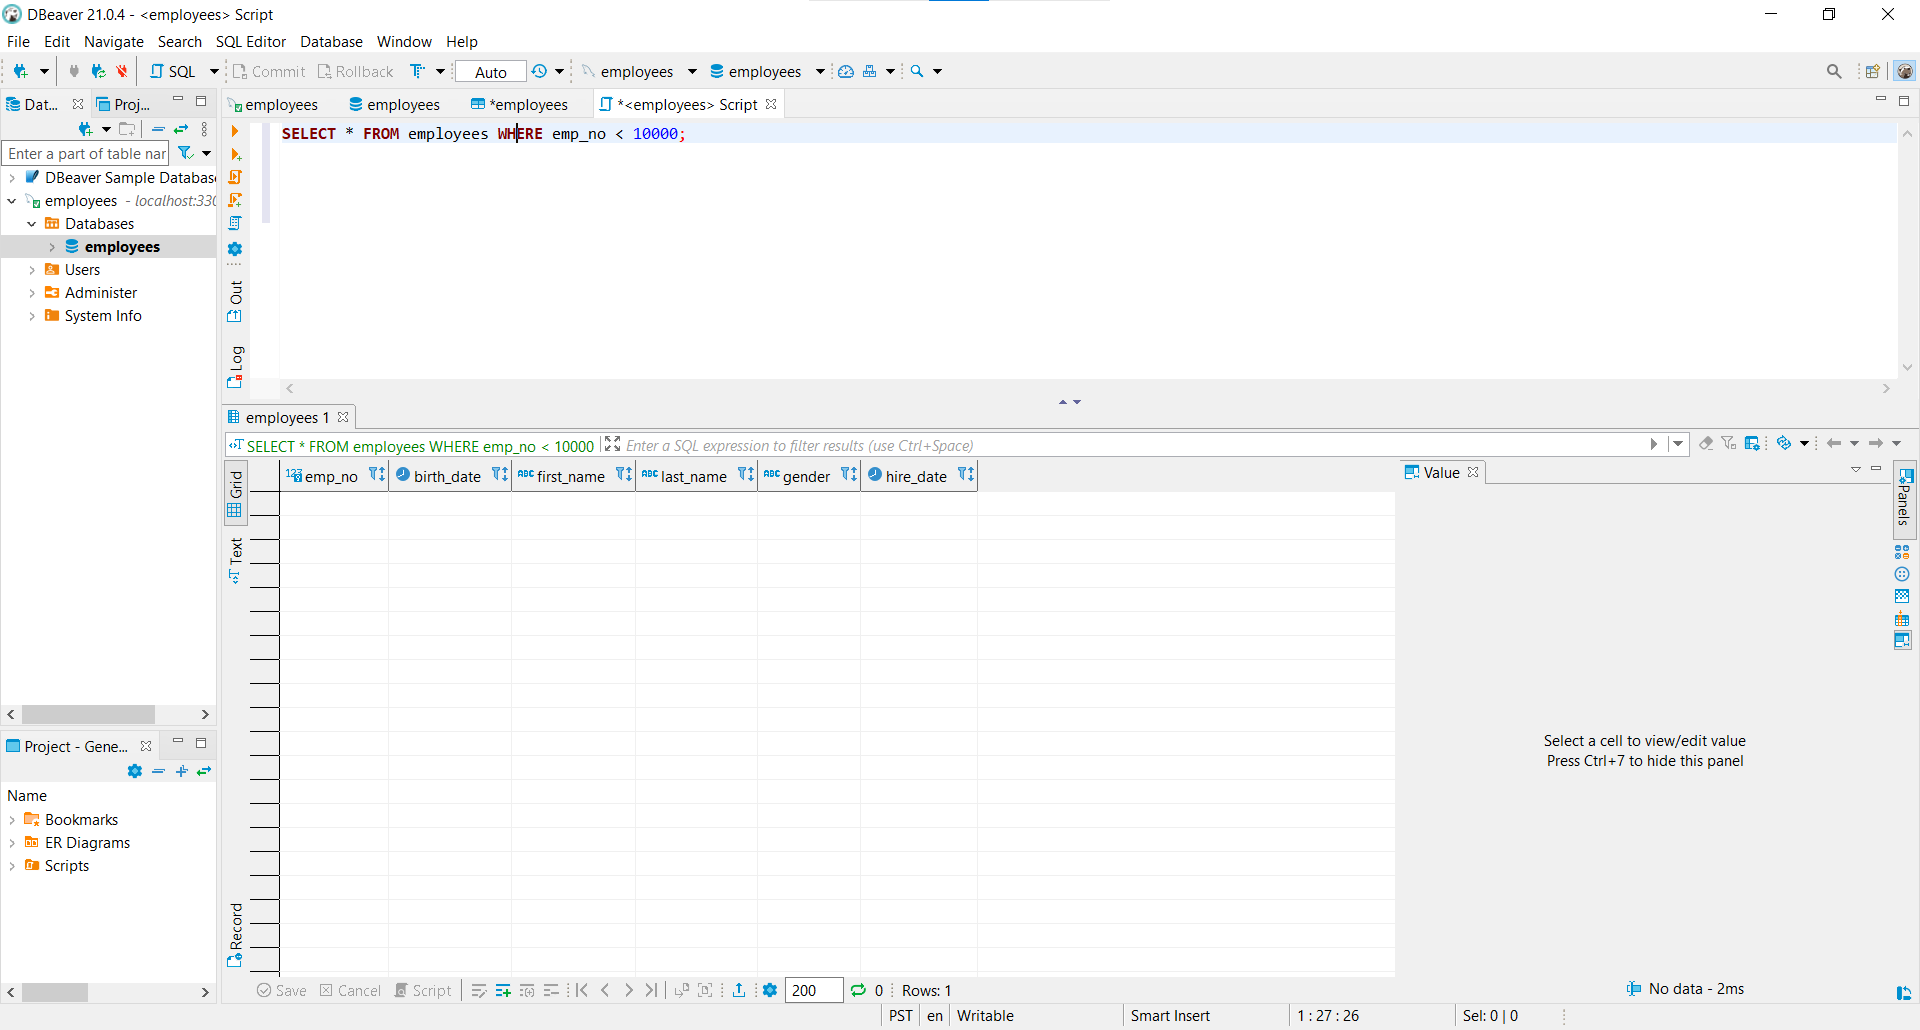 DBeaver 21.0.4 - <employees> Script
File Edit Navigate Search SQL Editor Database Window Help
SQL Commit Rollback Auto employees employees
Dat... Proj... employees employees *employees *<employees> Script
SELECT * FROM employees WHERE emp_no < 10000;
Enter a part of table nar
DBeaver Sample Databas
employees - localhost:330
Databases
employees
Users
Administer
System Info
Out
Log
employees 1
SELECT * FROM employees WHERE emp_no < 10000 Enter a SQL expression to filter results (use Ctrl+Space)
Grid
Text
Record
123 emp_no birth_date ABC first_name ABC last_name ABC gender hire_date
Value
Panels
Select a cell to view/edit value
Press Ctrl+7 to hide this panel
Project - Gene...
Name
Bookmarks
ER Diagrams
Scripts
Save Cancel Script 200 0 Rows: 1 No data - 2ms
PST en Writable Smart Insert 1 : 27 : 26 Sel: 0 | 0